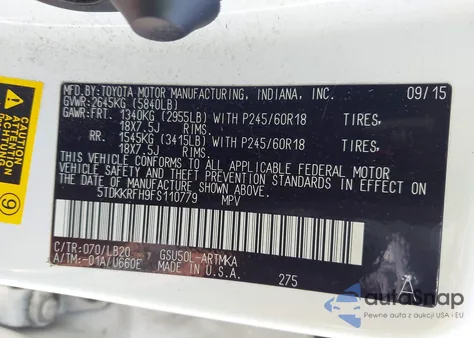 MFD. BY: TOYOTA MOTOR MANUFACTURING, INDIANA, INC. 09/15
GVWR: 2645KG (5840LB)
GAWR: FRT. 1340KG (2955LB) WITH P245/60R18 TIRES,
18X7.5J RIMS.
RR. 1545KG (3415LB) WITH P245/60R18 TIRES,
18X7.5J RIMS.
THIS VEHICLE CONFORMS TO ALL APPLICABLE FEDERAL MOTOR
VEHICLE SAFETY AND THEFT PREVENTION STANDARDS IN
EFFECT ON THE DATE OF MANUFACTURE SHOWN ABOVE.
5TDKKRFH9FS110779 MPV
C/TR: 070/LB20 GSU50L-ARTMKA
A/TM: -01A/U660E MADE IN U.S.A.
275 A
CAUTION
ATTENTION
ACHTUNG
9
autoSnap
Pewne auta z aukcji USA i EU